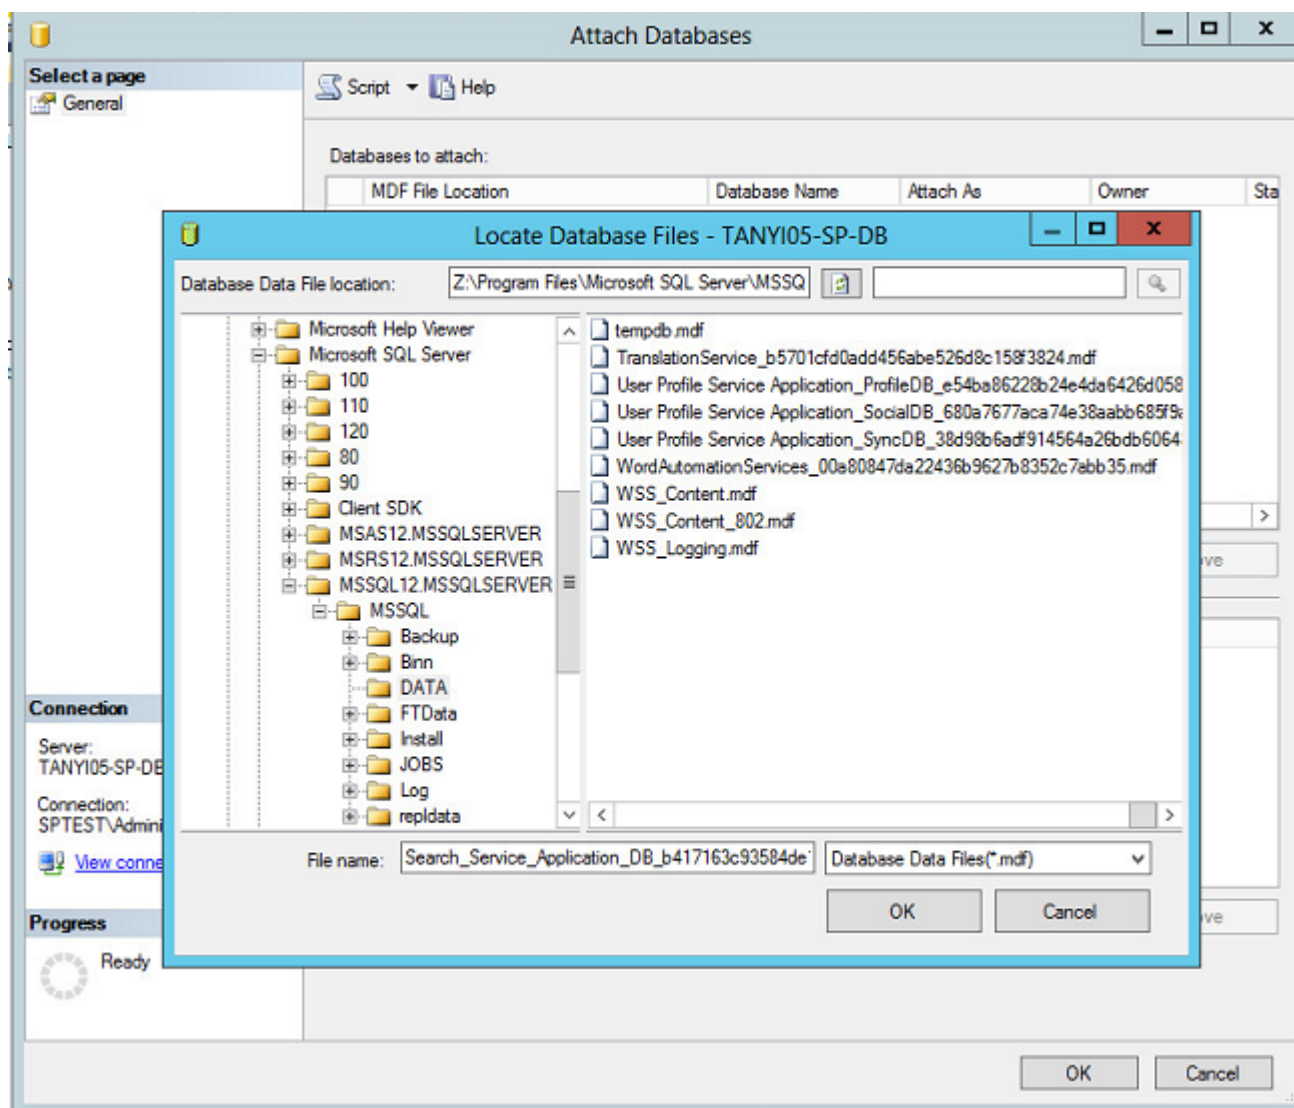 Attach Databases
Select a page
General
Script
Help
Databases to attach:
MDF File Location
Database Name
Attach As
Owner
Locate Database Files - TANYI05-SP-DB
Database Data File location:
Z:\Program Files\Microsoft SQL Server\MSSQ
Microsoft Help Viewer
Microsoft SQL Server
100
110
120
80
90
Client SDK
MSAS12.MSSQLSERVER
MSRS12.MSSQLSERVER
MSSQL12.MSSQLSERVER
MSSQL
Backup
Binn
DATA
FTData
Install
JOBS
Log
repldata
tempdb.mdf
TranslationService_b5701cfd0add456abe526d8c158f3824.mdf
User Profile Service Application_ProfileDB_e54ba86228b24e4da6426d058
User Profile Service Application_SocialDB_680a7677aca74e38aabb685f9
User Profile Service Application_SyncDB_38d98b6adf914564a26bdb6064
WordAutomationServices_00a80847da22436b9627b8352c7abb35.mdf
WSS_Content.mdf
WSS_Content_802.mdf
WSS_Logging.mdf
File name:
Search_Service_Application_DB_b417163c93584de
Database Data Files(*.mdf)
OK
Cancel
Connection
Server:
TANYI05-SP-DB
Connection:
SPTEST\Admini
View conne
Progress
Ready
OK
Cancel